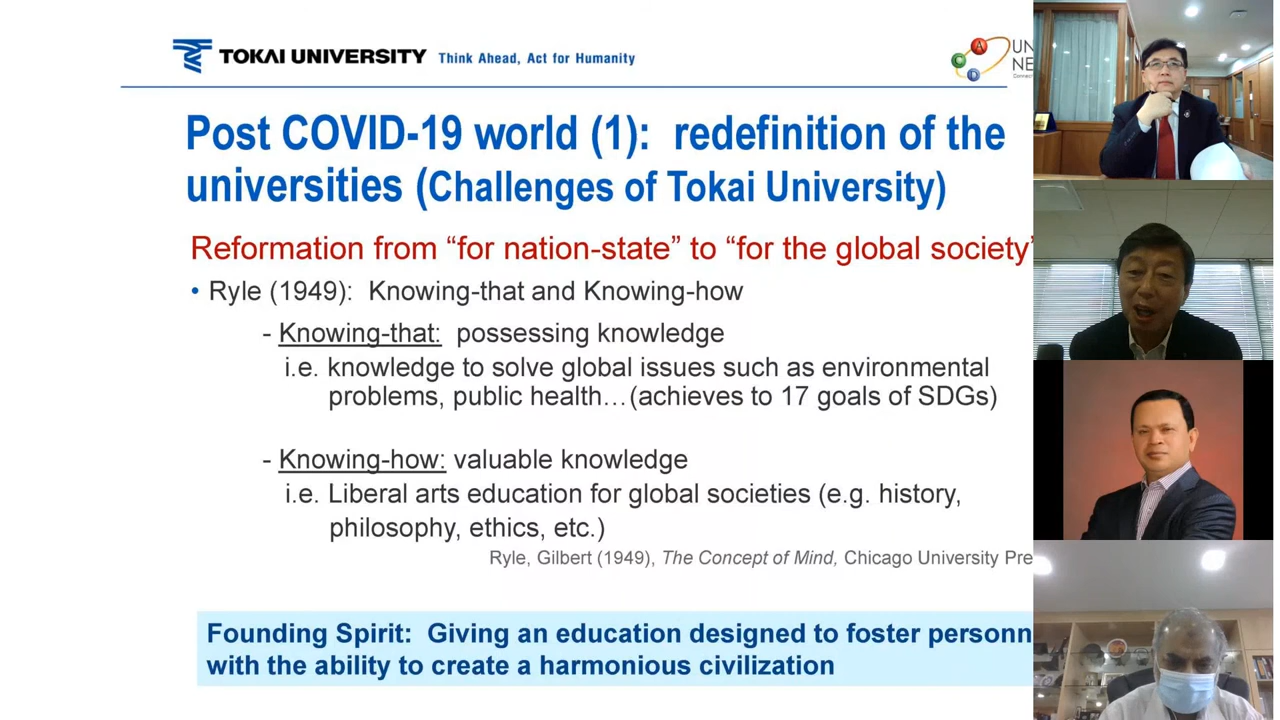 TOKAI UNIVERSITY Think Ahead, Act for Humanity
A
C
D
Post COVID-19 world (1): redefinition of the
universities (Challenges of Tokai University)
Reformation from “for nation-state” to “for the global society”
• Ryle (1949): Knowing-that and Knowing-how
- Knowing-that: possessing knowledge
i.e. knowledge to solve global issues such as environmental
problems, public health…(achieves to 17 goals of SDGs)
- Knowing-how: valuable knowledge
i.e. Liberal arts education for global societies (e.g. history,
philosophy, ethics, etc.)
Ryle, Gilbert (1949), The Concept of Mind, Chicago University Pre
Founding Spirit: Giving an education designed to foster personn
with the ability to create a harmonious civilization